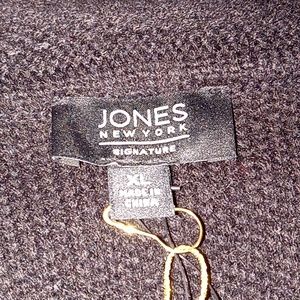 JONES
NEW YORK
SIGNATURE
XL
MADE IN
CHINA